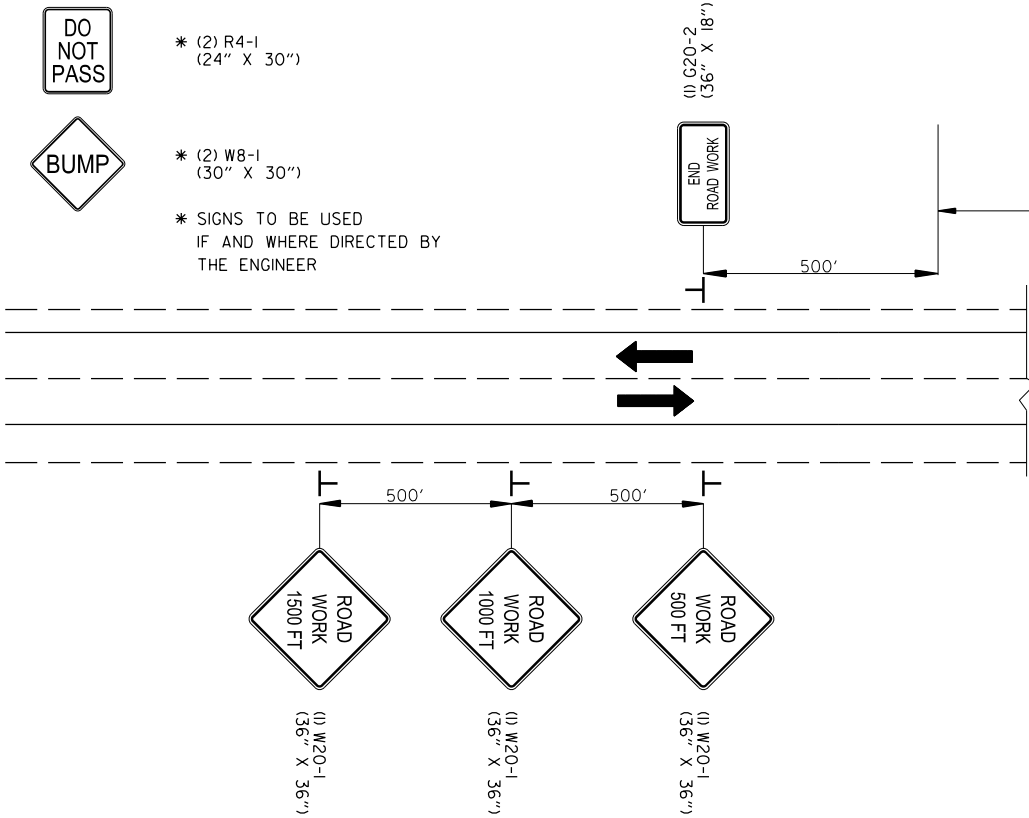 DO
NOT
PASS
* (2) R4-1
(24" X 30")
BUMP
* (2) W8-1
(30" X 30")
* SIGNS TO BE USED
IF AND WHERE DIRECTED BY
THE ENGINEER
(1) G20-2
(36" X 18")
END
ROAD WORK
500'
500'
500'
ROAD
WORK
1500 FT
ROAD
WORK
1000 FT
ROAD
WORK
500 FT
(1) W20-1
(36" X 36")
(1) W20-1
(36" X 36")
(1) W20-1
(36" X 36")